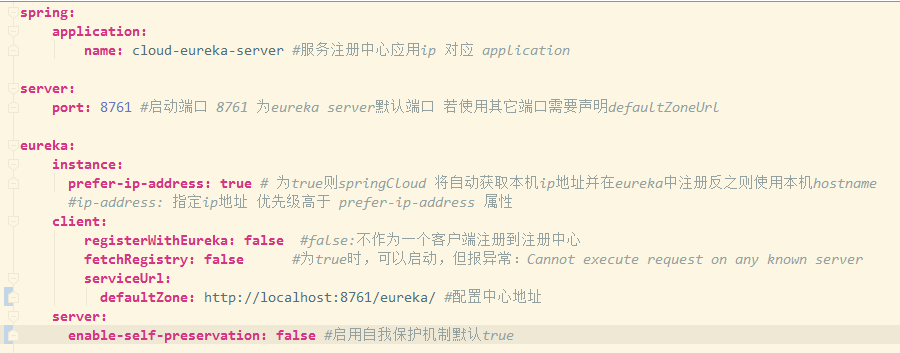 spring:
application:
name: cloud-eureka-server #服务注册中心应用ip 对应 application
server:
port: 8761 #启动端口 8761 为eureka server默认端口 若使用其它端口需要声明defaultZoneUrl
eureka:
instance:
prefer-ip-address: true # 为true则springCloud 将自动获取本机ip地址并在eureka中注册反之则使用本机hostname
#ip-address: 指定ip地址 优先级高于 prefer-ip-address 属性
client:
registerWithEureka: false #false:不作为一个客户端注册到注册中心
fetchRegistry: false #为true时，可以启动，但报异常：Cannot execute request on any known server
serviceUrl:
defaultZone: http://localhost:8761/eureka/ #配置中心地址
server:
enable-self-preservation: false #启用自我保护机制默认true